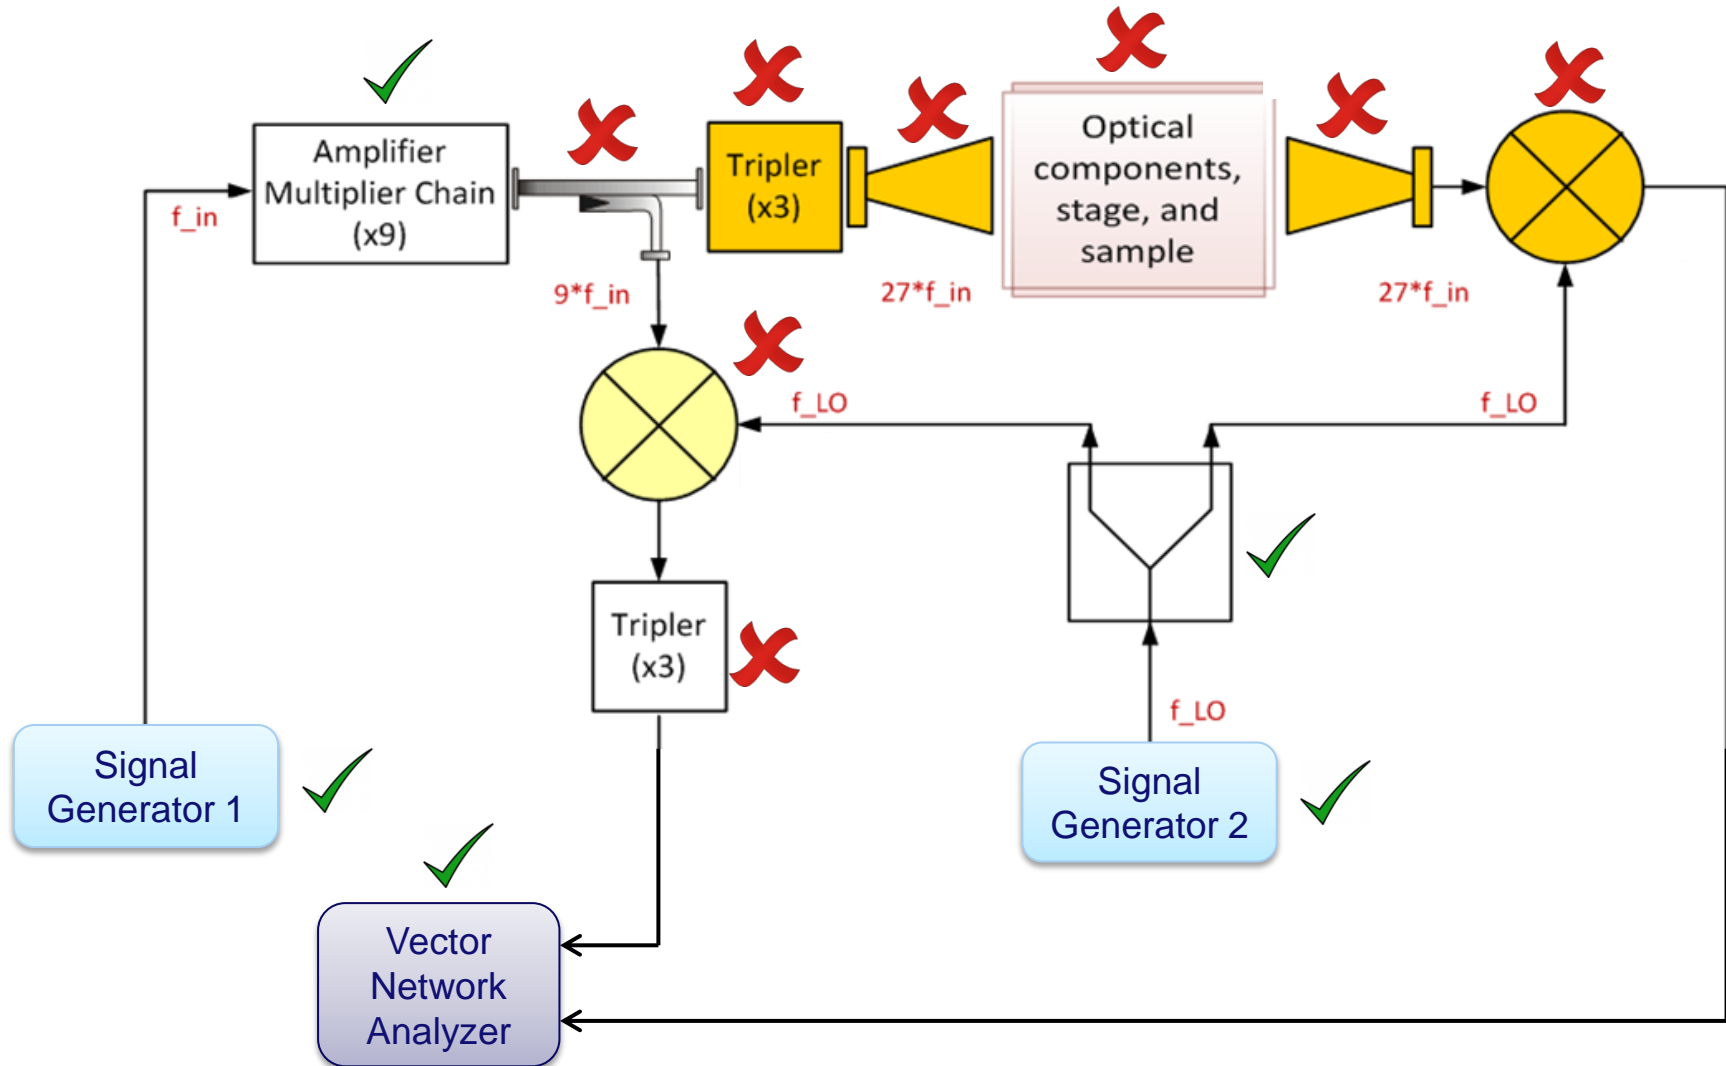 Amplifier
Multiplier Chain
(x9)
f_in
Tripler
(x3)
Optical
components,
stage, and
sample
9*f_in
27*f_in
27*f_in
f_LO
f_LO
Tripler
(x3)
f_LO
Signal
Generator 1
Signal
Generator 2
Vector
Network
Analyzer